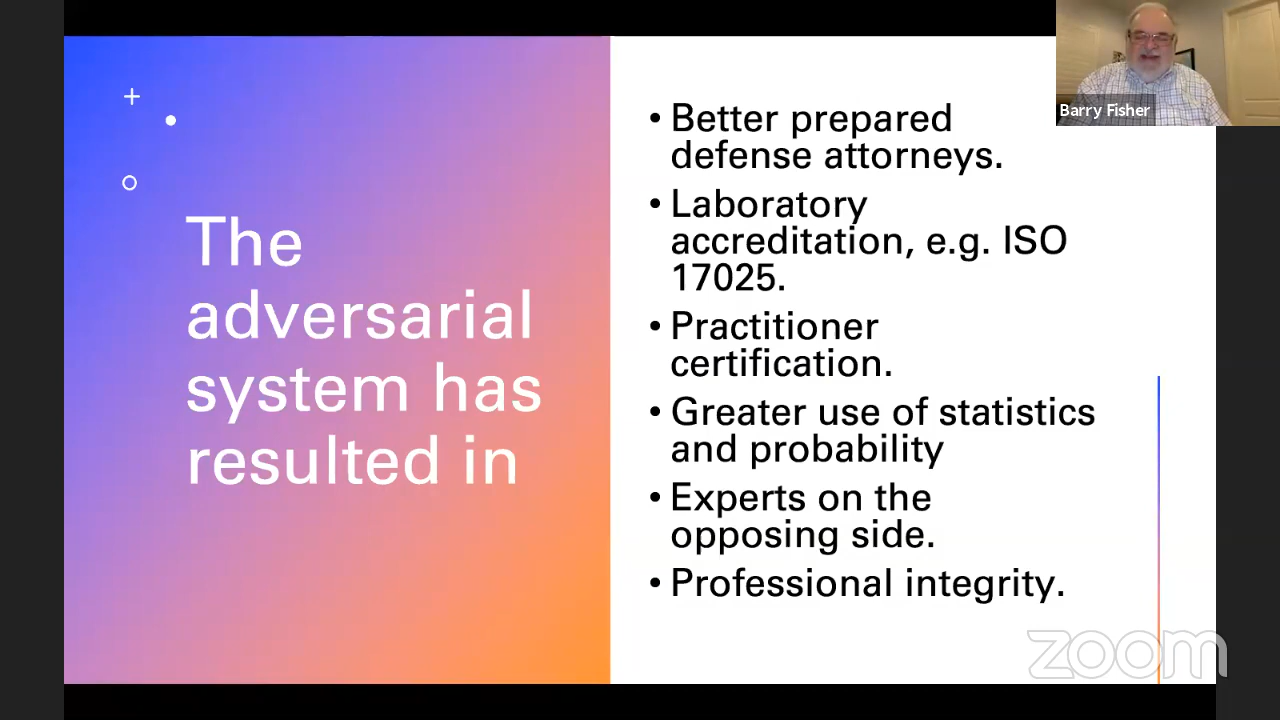 The
adversarial
system has
resulted in
• Better prepared
defense attorneys.
• Laboratory
accreditation, e.g. ISO
17025.
• Practitioner
certification.
• Greater use of statistics
and probability
• Experts on the
opposing side.
• Professional integrity.
Barry Fisher
zoom